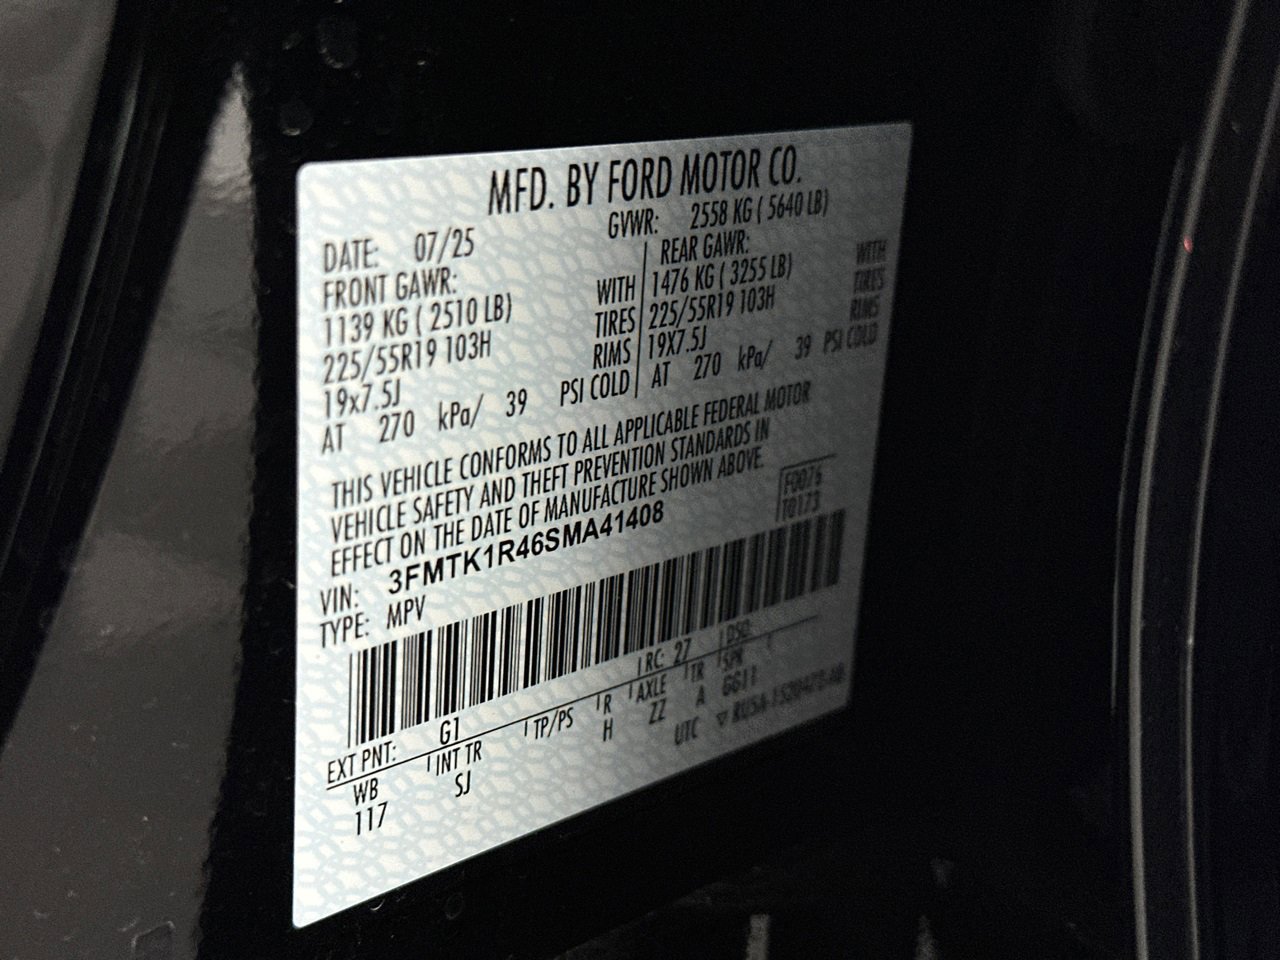 MFD. BY FORD MOTOR CO.
DATE: 07/25 GVWR: 2558 KG ( 5640 LB)
FRONT GAWR: REAR GAWR:
1139 KG ( 2510 LB) WITH 1476 KG ( 3255 LB) WITH
225/55R19 103H TIRES 225/55R19 103H TIRES
19x7.5J RIMS 19X7.5J RIMS
AT 270 kPa/ 39 PSI COLD AT 270 kPa/ 39 PSI COLD
THIS VEHICLE CONFORMS TO ALL APPLICABLE FEDERAL MOTOR
VEHICLE SAFETY AND THEFT PREVENTION STANDARDS IN
EFFECT ON THE DATE OF MANUFACTURE SHOWN ABOVE.
F0076
T0173
VIN: 3FMTK1R46SMA41408
TYPE: MPV
EXT PNT: G1 RC: 27 DSO:
WB INT TR TP/PS R AXLE TR SPR
117 SJ H ZZ A GG11
UTC